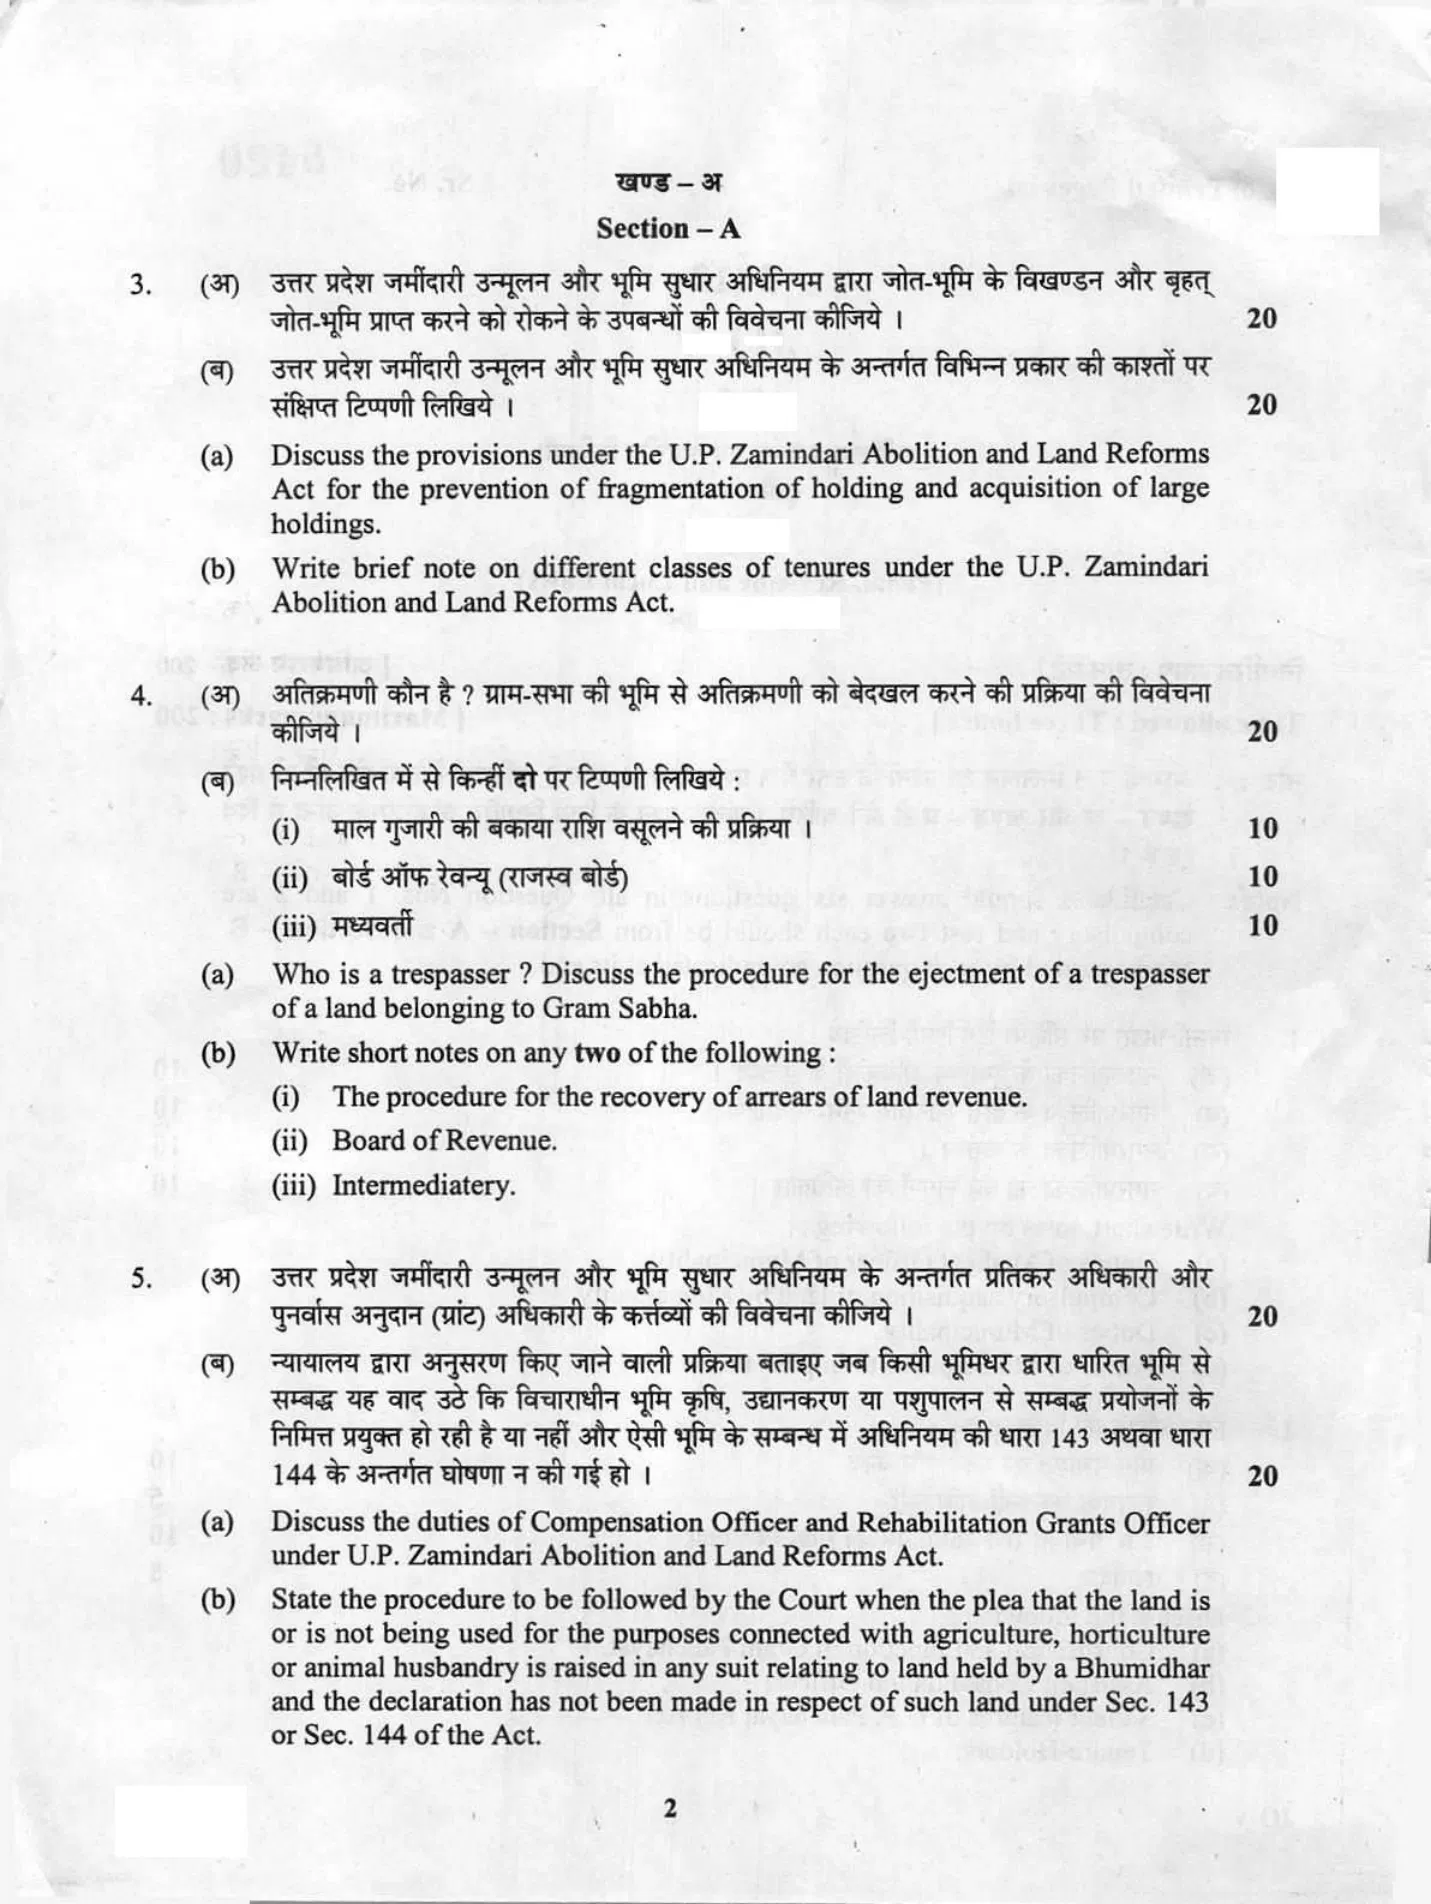 खण्ड – अ
Section – A
3. (अ) उत्तर प्रदेश जमींदारी उन्मूलन और भूमि सुधार अधिनियम द्वारा जोत-भूमि के विखण्डन और बृहत्
जोत-भूमि प्राप्त करने को रोकने के उपबन्धों की विवेचना कीजिये । 20
(ब) उत्तर प्रदेश जमींदारी उन्मूलन और भूमि सुधार अधिनियम के अन्तर्गत विभिन्न प्रकार की काश्तों पर
संक्षिप्त टिप्पणी लिखिये । 20
(a) Discuss the provisions under the U.P. Zamindari Abolition and Land Reforms
Act for the prevention of fragmentation of holding and acquisition of large
holdings.
(b) Write brief note on different classes of tenures under the U.P. Zamindari
Abolition and Land Reforms Act.
4. (अ) अतिक्रमणी कौन है ? ग्राम-सभा की भूमि से अतिक्रमणी को बेदखल करने की प्रक्रिया की विवेचना
कीजिये । 20
(ब) निम्नलिखित में से किन्हीं दो पर टिप्पणी लिखिये :
(i) माल गुजारी की बकाया राशि वसूलने की प्रक्रिया । 10
(ii) बोर्ड ऑफ रेवन्यू (राजस्व बोर्ड) 10
(iii) मध्यवर्ती 10
(a) Who is a trespasser ? Discuss the procedure for the ejectment of a trespasser
of a land belonging to Gram Sabha.
(b) Write short notes on any two of the following :
(i) The procedure for the recovery of arrears of land revenue.
(ii) Board of Revenue.
(iii) Intermediatery.
5. (अ) उत्तर प्रदेश जमींदारी उन्मूलन और भूमि सुधार अधिनियम के अन्तर्गत प्रतिकर अधिकारी और
पुनर्वास अनुदान (ग्रांट) अधिकारी के कर्त्तव्यों की विवेचना कीजिये । 20
(ब) न्यायालय द्वारा अनुसरण किए जाने वाली प्रक्रिया बताइए जब किसी भूमिधर द्वारा धारित भूमि से
सम्बद्ध यह वाद उठे कि विचाराधीन भूमि कृषि, उद्यानकरण या पशुपालन से सम्बद्ध प्रयोजनों के
निमित्त प्रयुक्त हो रही है या नहीं और ऐसी भूमि के सम्बन्ध में अधिनियम की धारा 143 अथवा धारा
144 के अन्तर्गत घोषणा न की गई हो । 20
(a) Discuss the duties of Compensation Officer and Rehabilitation Grants Officer
under U.P. Zamindari Abolition and Land Reforms Act.
(b) State the procedure to be followed by the Court when the plea that the land is
or is not being used for the purposes connected with agriculture, horticulture
or animal husbandry is raised in any suit relating to land held by a Bhumidhar
and the declaration has not been made in respect of such land under Sec. 143
or Sec. 144 of the Act.
2